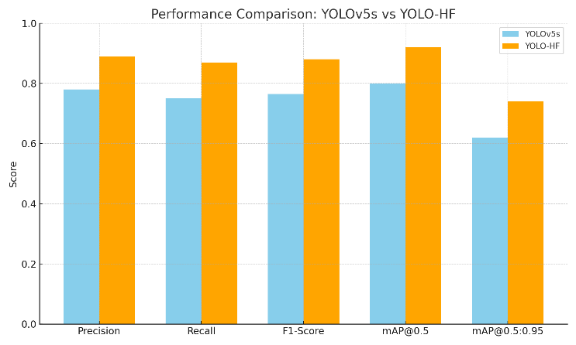 Performance Comparison: YOLOv5s vs YOLO-HF
YOLOv5s
YOLO-HF
1.0
0.8
0.6
0.4
0.2
0.0
Score
Precision Recall F1-Score mAP@0.5 mAP@0.5:0.95